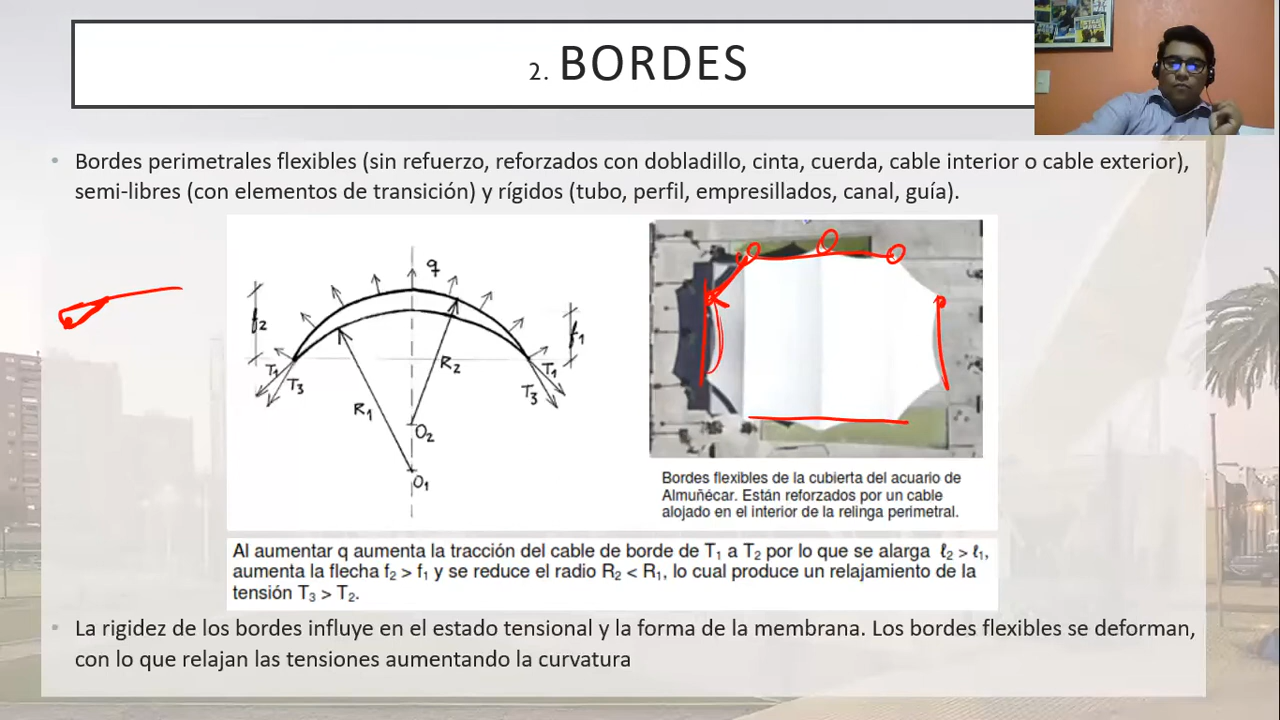 2. BORDES
• Bordes perimetrales flexibles (sin refuerzo, reforzados con dobladillo, cinta, cuerda, cable interior o cable exterior),
semi-libres (con elementos de transición) y rígidos (tubo, perfil, empresillados, canal, guía).
q
f2
f1
T1
T3
R2
T1
T3
R1
O2
O1
Bordes flexibles de la cubierta del acuario de
Almuñécar. Están reforzados por un cable
alojado en el interior de la relinga perimetral.
Al aumentar q aumenta la tracción del cable de borde de T1 a T2 por lo que se alarga ℓ2 > ℓ1,
aumenta la flecha f2 > f1 y se reduce el radio R2 < R1, lo cual produce un relajamiento de la
tensión T3 > T2.
• La rigidez de los bordes influye en el estado tensional y la forma de la membrana. Los bordes flexibles se deforman,
con lo que relajan las tensiones aumentando la curvatura